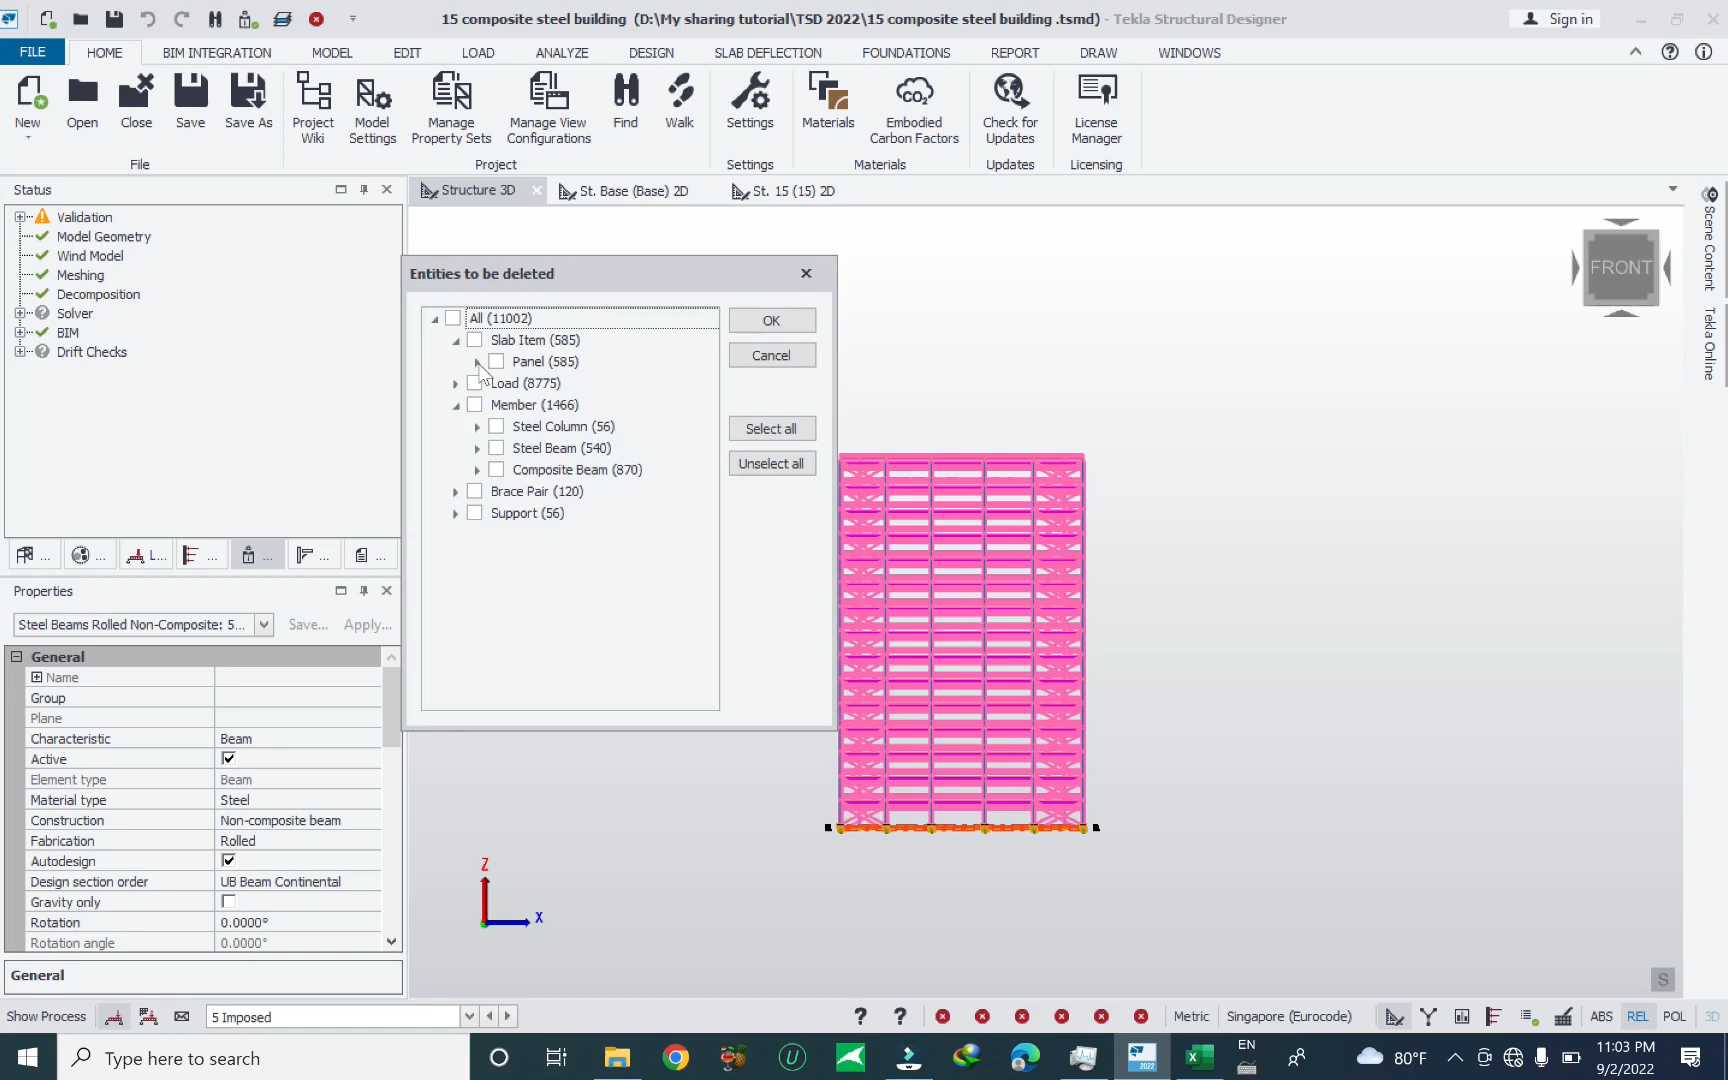 15 composite steel building (D:\My sharing tutorial\TSD 2022\15 composite steel building .tsmd) - Tekla Structural Designer
Sign in
FILE HOME BIM INTEGRATION MODEL EDIT LOAD ANALYZE DESIGN SLAB DEFLECTION FOUNDATIONS REPORT DRAW WINDOWS
New Open Close Save Save As
Project Wiki
Model Settings
Manage Property Sets
Manage View Configurations
Find Walk
Settings
Materials
Embodied Carbon Factors
CO2
Check for Updates
License Manager
File Project Settings Materials Updates Licensing
Status
Validation
Model Geometry
Wind Model
Meshing
Decomposition
Solver
BIM
Drift Checks
... ... L... ... ... ... ...
Structure 3D St. Base (Base) 2D St. 15 (15) 2D
Scene Content
Tekla Online
FRONT
Entities to be deleted
All (11002)
Slab Item (585)
Panel (585)
Load (8775)
Member (1466)
Steel Column (56)
Steel Beam (540)
Composite Beam (870)
Brace Pair (120)
Support (56)
OK
Cancel
Select all
Unselect all
Z
X
S
Properties
Steel Beams Rolled Non-Composite: 5... Save... Apply...
General
Name
Group
Plane
Characteristic Beam
Active
Element type Beam
Material type Steel
Construction Non-composite beam
Fabrication Rolled
Autodesign
Design section order UB Beam Continental
Gravity only
Rotation 0.0000°
Rotation angle 0.0000°
General
Show Process 5 Imposed ? ? Metric Singapore (Eurocode) ABS REL POL 3D
Type here to search
2022
EN
80°F
11:03 PM
9/2/2022